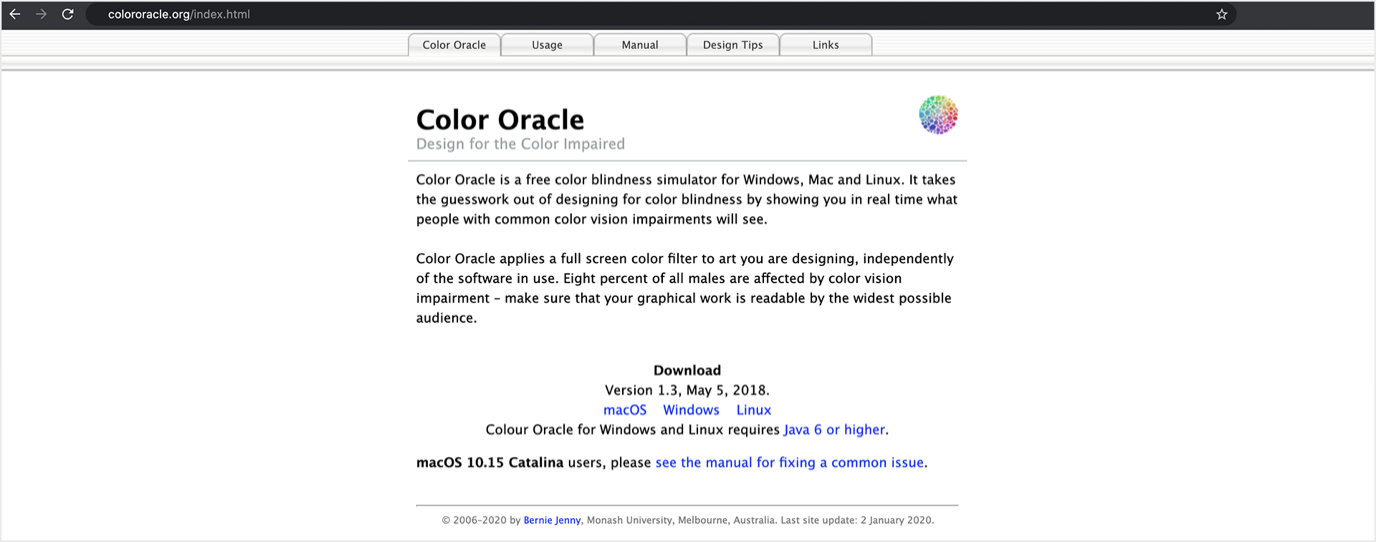 colororacle.org/index.html
Color Oracle
Usage
Manual
Design Tips
Links
Color Oracle
Design for the Color Impaired
Color Oracle is a free color blindness simulator for Windows, Mac and Linux. It takes
the guesswork out of designing for color blindness by showing you in real time what
people with common color vision impairments will see.
Color Oracle applies a full screen color filter to art you are designing, independently
of the software in use. Eight percent of all males are affected by color vision
impairment – make sure that your graphical work is readable by the widest possible
audience.
Download
Version 1.3, May 5, 2018.
macOS Windows Linux
Colour Oracle for Windows and Linux requires Java 6 or higher.
macOS 10.15 Catalina users, please see the manual for fixing a common issue.
© 2006–2020 by Bernie Jenny, Monash University, Melbourne, Australia. Last site update: 2 January 2020.